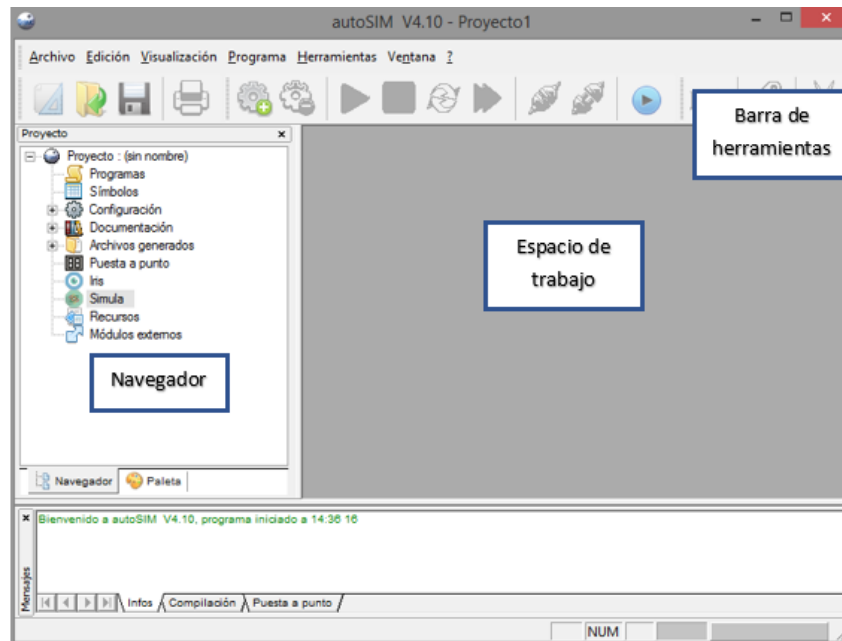 autoSIM V4.10 - Proyecto1
Archivo Edición Visualización Programa Herramientas Ventana ?
Barra de
herramientas
Proyecto
Proyecto : (sin nombre)
Programas
Símbolos
Configuración
Documentación
Archivos generados
Puesta a punto
Iris
Simula
Recursos
Módulos externos
Espacio de
trabajo
Navegador
Navegador Paleta
Mensajes
Bienvenido a autoSIM V4.10, programa iniciado a 14:36 16
Infos Compilación Puesta a punto
NUM